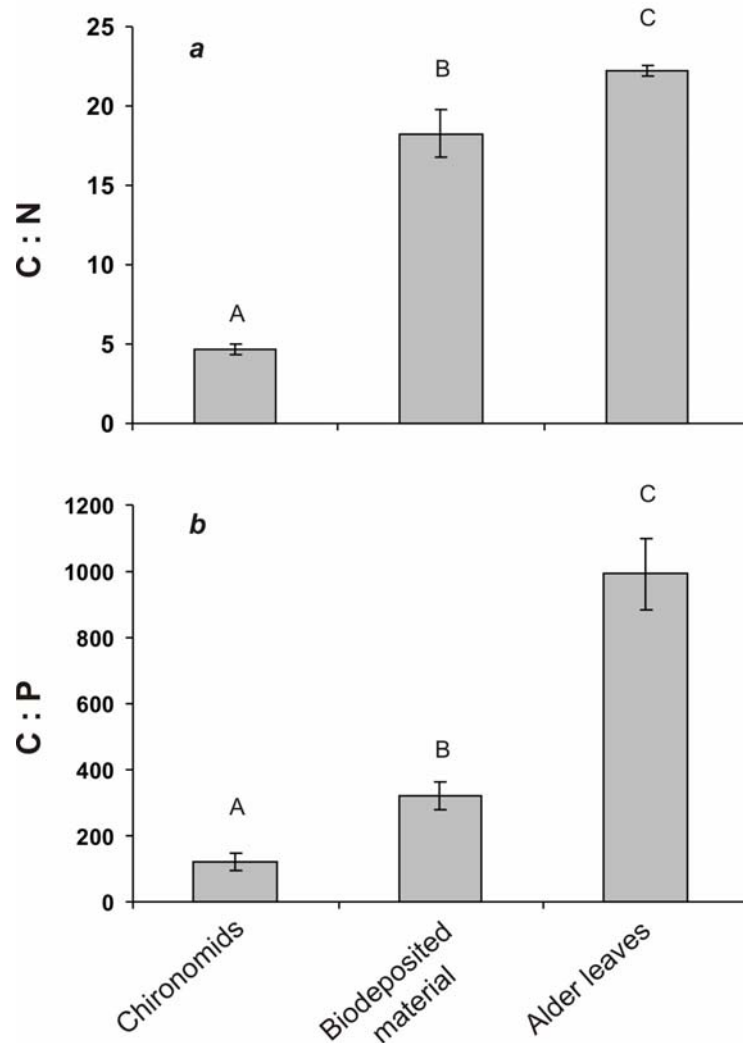 a
C : N
25
20
15
10
5
0
A
B
C
b
C : P
1200
1000
800
600
400
200
0
A
B
C
Chironomids
Biodeposited
material
Alder leaves